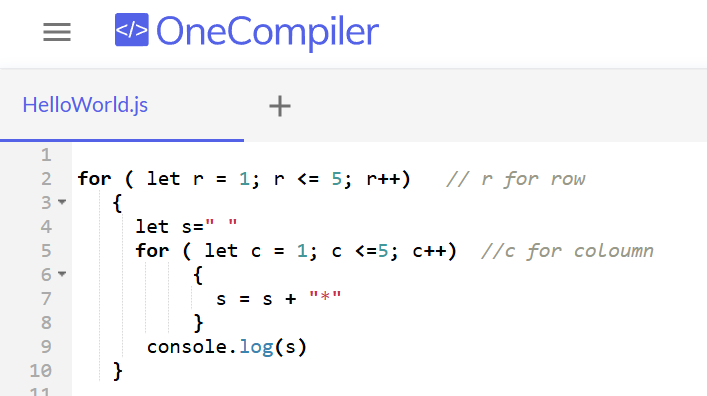 </> OneCompiler
HelloWorld.js +
1
2 for ( let r = 1; r <= 5; r++)   // r for row
3    {
4      let s=" "
5      for ( let c = 1; c <=5; c++)  //c for coloumn
6           {
7             s = s + "*"
8           }
9       console.log(s)
10    }
11